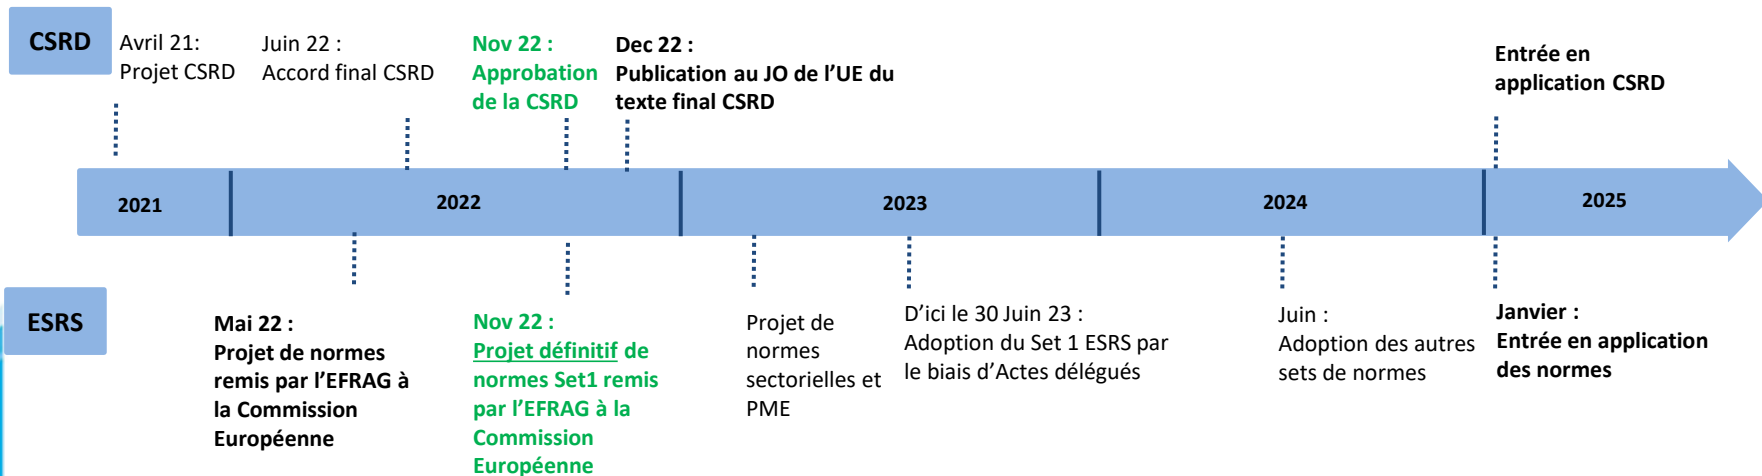 CSRD
Avril 21:
Projet CSRD
Juin 22 :
Accord final CSRD
Nov 22 :
Approbation
de la CSRD
Dec 22 :
Publication au JO de l'UE du
texte final CSRD
Entrée en
application CSRD
2021
2022
2023
2024
2025
ESRS
Mai 22 :
Projet de normes
remis par l'EFRAG à
la Commission
Européenne
Nov 22 :
Projet définitif de
normes Set1 remis
par l'EFRAG à la
Commission
Européenne
Projet de
normes
sectorielles et
PME
D'ici le 30 Juin 23 :
Adoption du Set 1 ESRS par
le biais d'Actes délégués
Juin :
Adoption des autres
sets de normes
Janvier :
Entrée en application
des normes